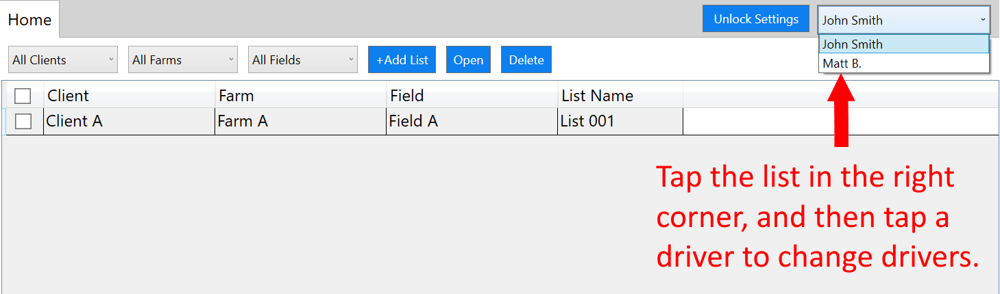 Home
Unlock Settings
John Smith
John Smith
Matt B.
All Clients
All Farms
All Fields
+Add List
Open
Delete
Client Farm Field List Name
Client A Farm A Field A List 001
Tap the list in the right
corner, and then tap a
driver to change drivers.